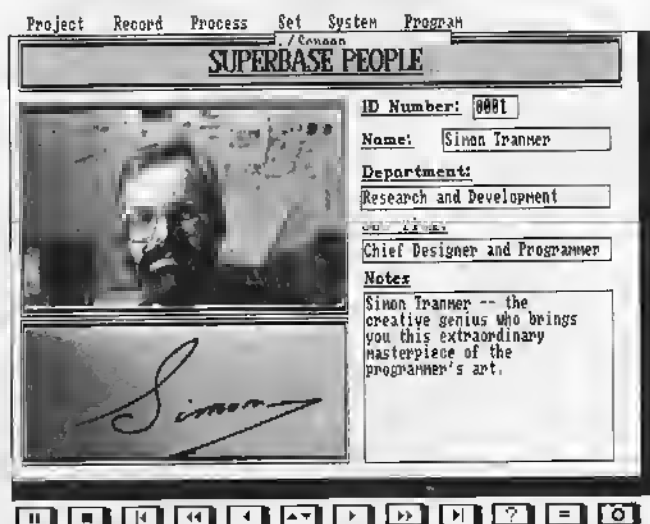 Project Record Process Set System Program
SUPERBASE PEOPLE
ID Number: 0001
Name: Simon Tranmer
Department:
Research and Development
Job Title:
Chief Designer and Programmer
Notes
Simon Tranmer -- the
creative genius who brings
you this extraordinary
masterpiece of the
programmer's art.
Simon
? =